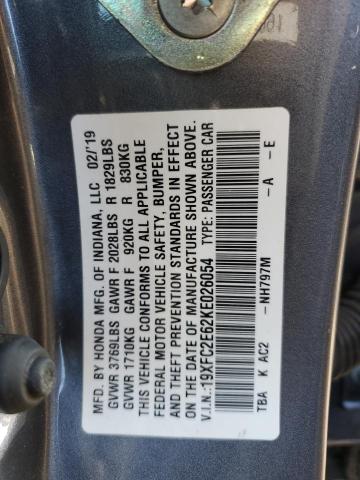 MFD. BY HONDA MFG. OF INDIANA, LLC 02/'19
GVWR 3769LBS GAWR F 2028LBS R 1829LBS
GVWR 1710KG GAWR F 920KG R 830KG
THIS VEHICLE CONFORMS TO ALL APPLICABLE
FEDERAL MOTOR VEHICLE SAFETY, BUMPER,
AND THEFT PREVENTION STANDARDS IN EFFECT
ON THE DATE OF MANUFACTURE SHOWN ABOVE.
V.I.N.:19XFC2E62KE026054 TYPE: PASSENGER CAR
TBA K AC2 -NH797M -A -E